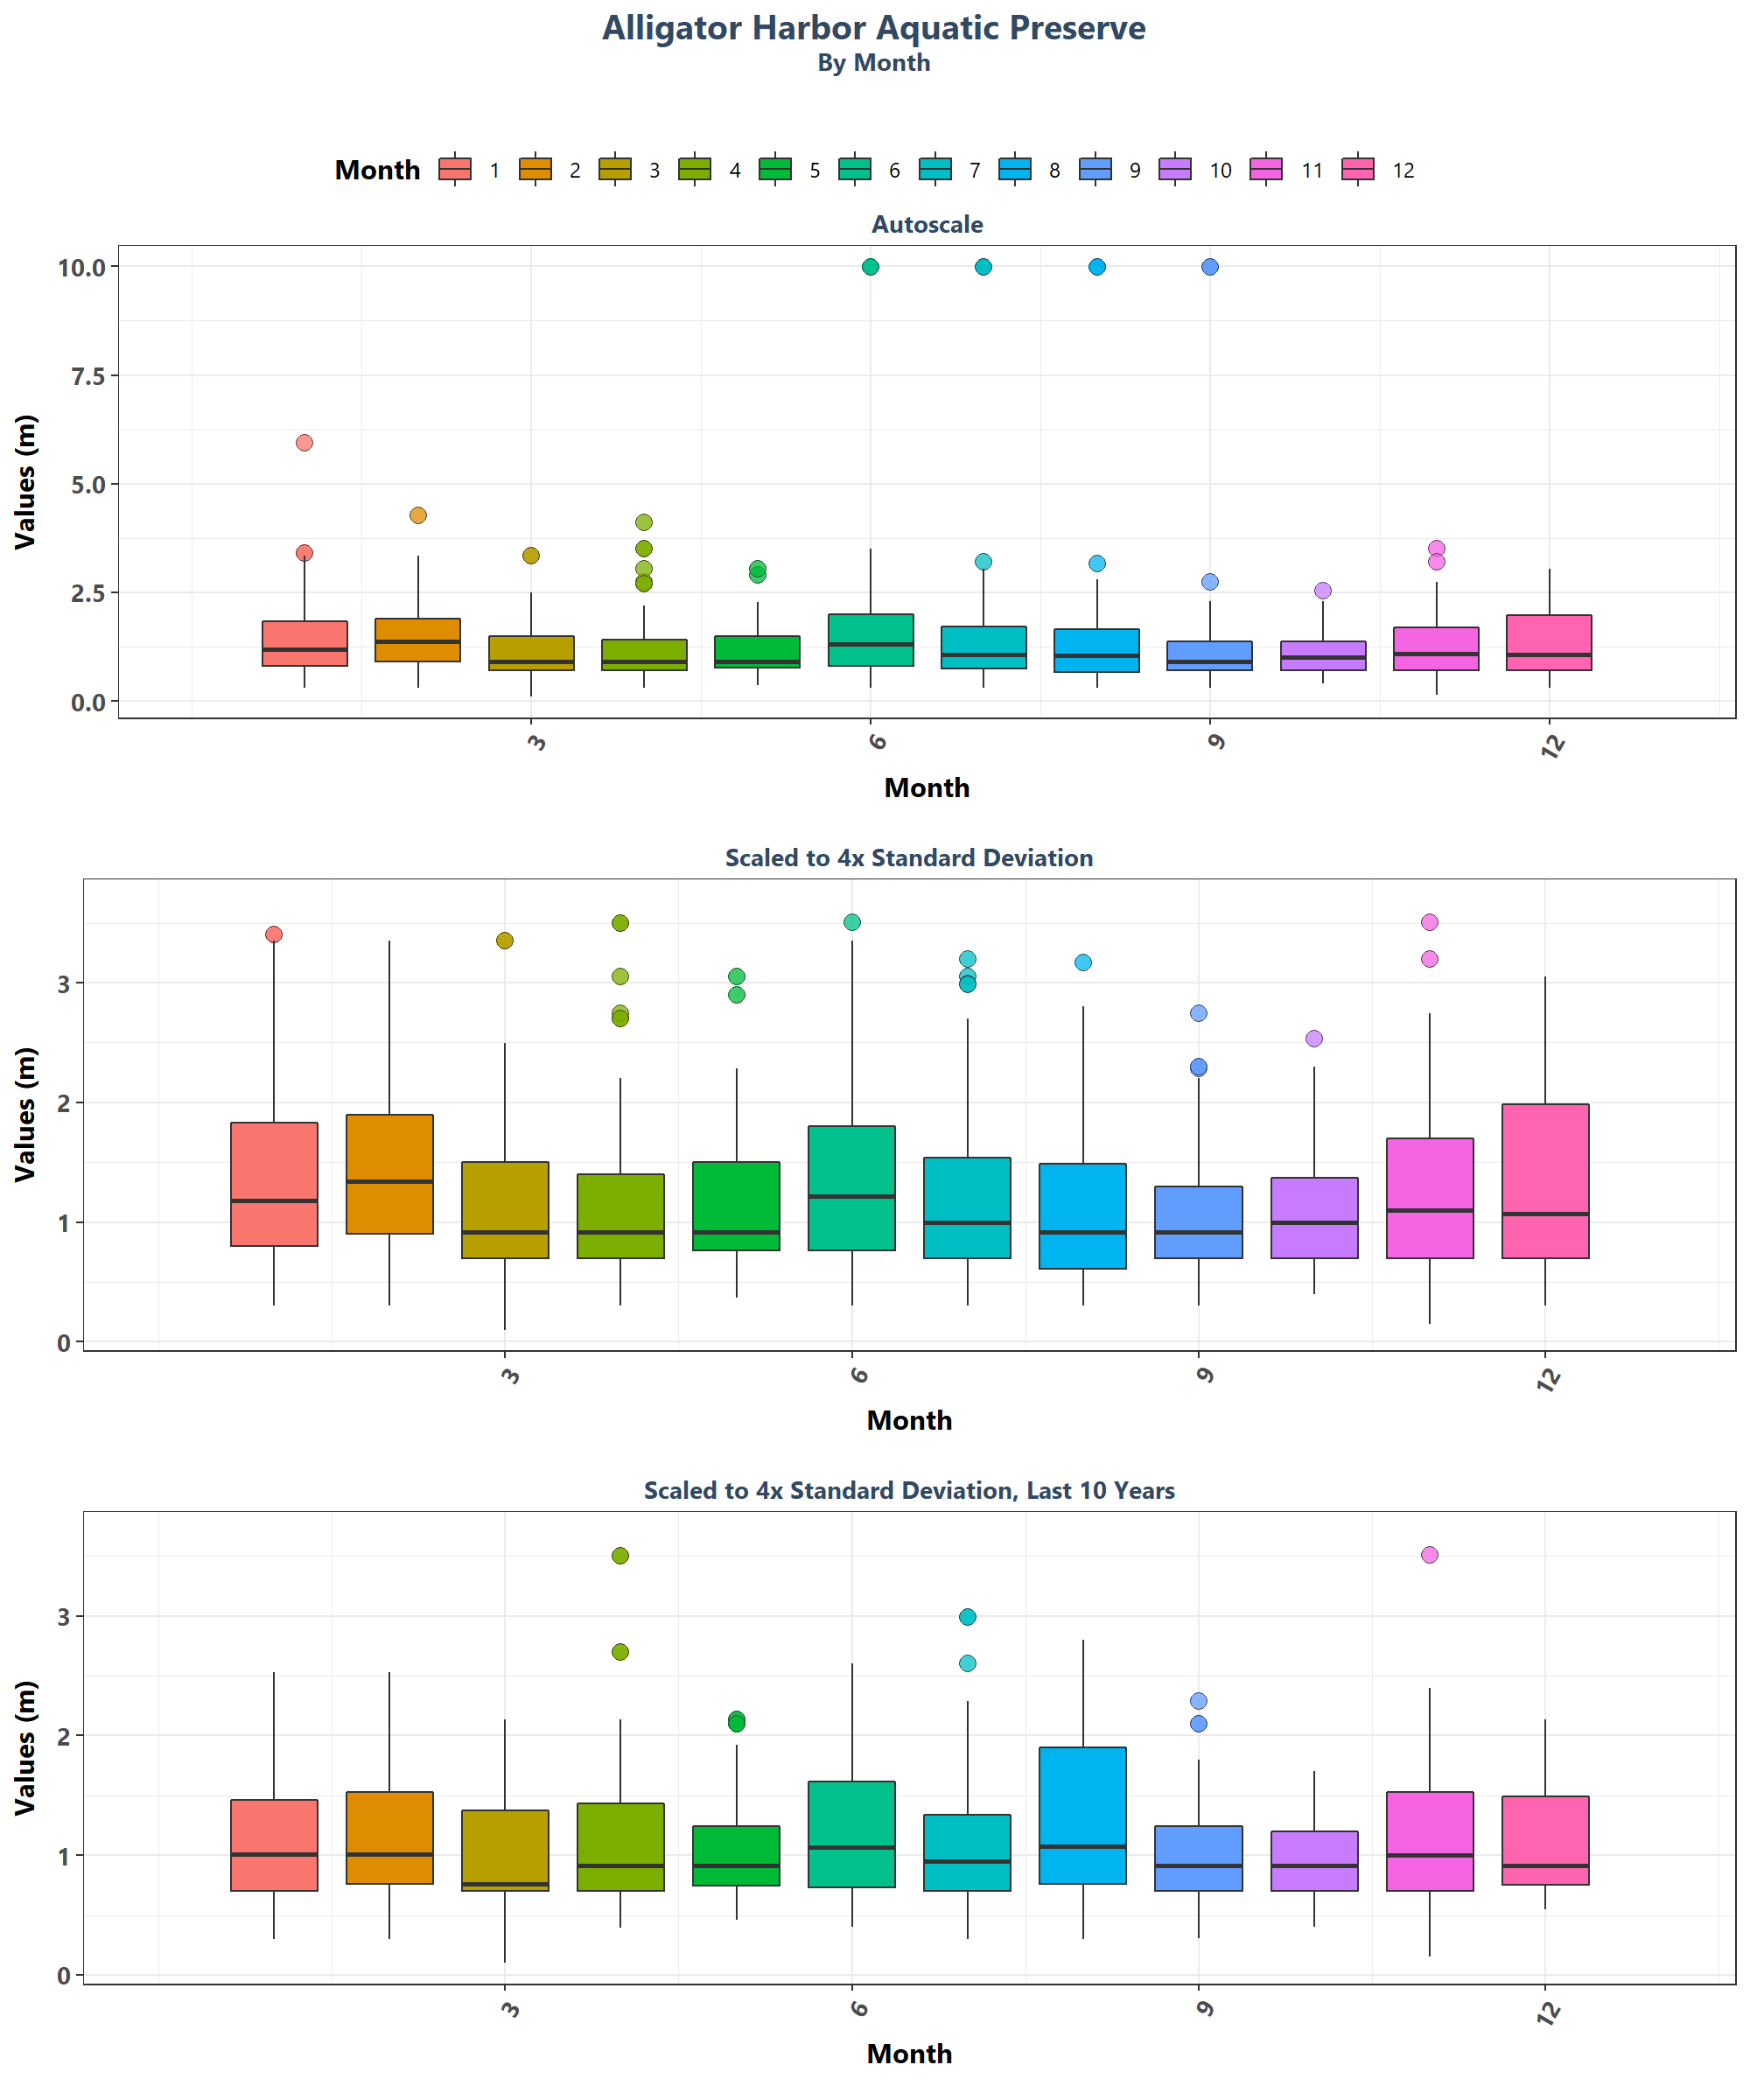 Alligator Harbor Aquatic Preserve
By Month
Month 1 2 3 4 5 6 7 8 9 10 11 12
Autoscale
Values (m)
10.0
7.5
5.0
2.5
0.0
3 6 9 12
Month
Scaled to 4x Standard Deviation
Values (m)
3
2
1
0
3 6 9 12
Month
Scaled to 4x Standard Deviation, Last 10 Years
Values (m)
3
2
1
0
3 6 9 12
Month